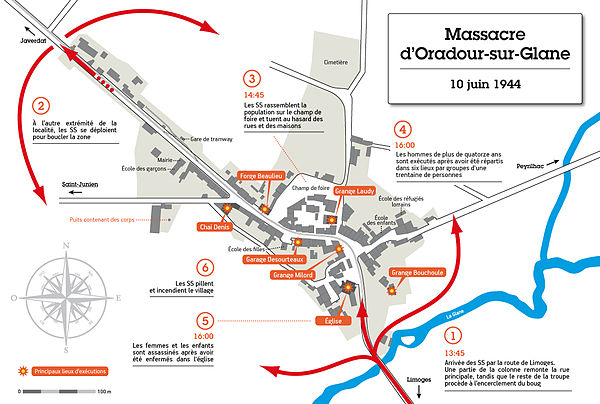 Massacre
d'Oradour-sur-Glane
10 juin 1944
Javerdat
Cimetière
3
14:45
Les SS rassemblent la
population sur le champ de
foire et tuent au hasard des
rues et des maisons
2
À l'autre extrémité de la
localité, les SS se déploient
pour boucler la zone
4
16:00
Les hommes de plus de quatorze ans
sont exécutés après avoir été répartis
dans six lieux par groupes d'une
trentaine de personnes
Gare de tramway
Mairie
École des garçons
Peyrilhac
Forge Beaulieu
Saint-Junien
Champ de foire
Grange Laudy
École des réfugiés
lorrains
École
des enfants
Puits contenant des corps
Chai Denis
École des filles
Garage Desourteaux
Grange Milord
Grange Bouchoule
N
O
E
S
6
Les SS pillent
et incendient le village
Église
5
16:00
Les femmes et les enfants
sont assassinés après avoir
été enfermés dans l'église
La Glane
1
13:45
Arrivée des SS par la route de Limoges.
Une partie de la colonne remonte la rue
principale, tandis que le reste de la troupe
procède à l'encerclement du boug
Principaux lieux d'exécutions
0
100 m
Limoges